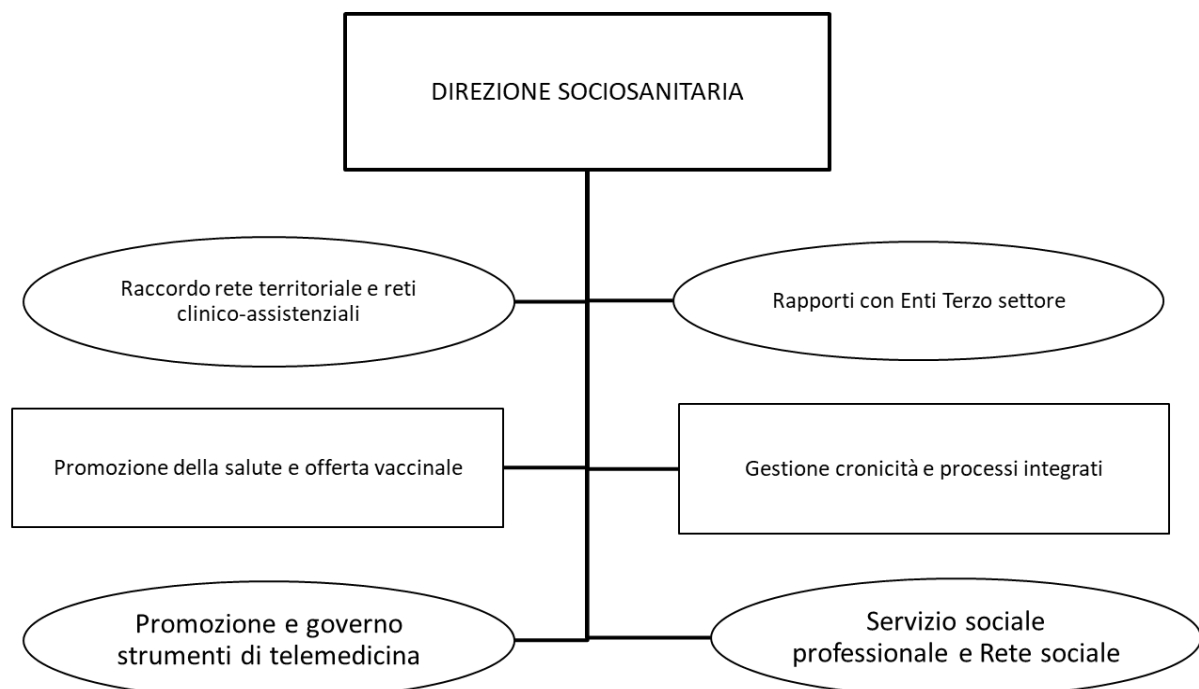 DIREZIONE SOCIOSANITARIA
Raccordo rete territoriale e reti
clinico-assistenziali
Rapporti con Enti Terzo settore
Promozione della salute e offerta vaccinale
Gestione cronicità e processi integrati
Promozione e governo
strumenti di telemedicina
Servizio sociale
professionale e Rete sociale